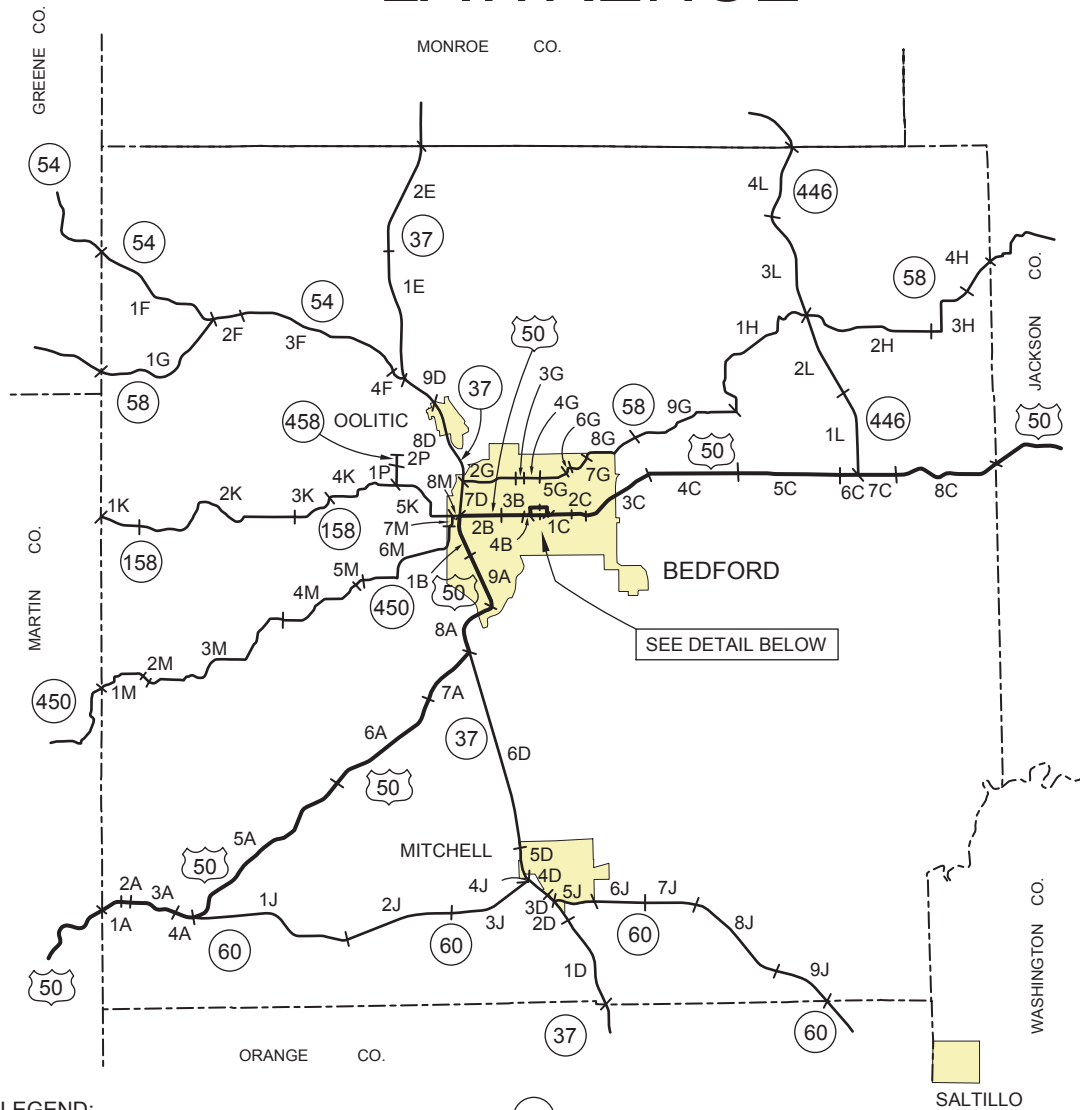 GREENE CO.
MONROE CO.
54
54
2E
37
4L
446
4H
JACKSON CO.
58
54
1F
2F
3F
1E
3L
3H
1H
2H
50
1G
58
4F
9D
37
3G
4G
6G
58
9G
2L
446
50
458
OOLITIC
8D
2P
1P
2G
5G
7G
8G
50
1L
4K
8M
7D
3B
2C
3C
4C
5C
6C
7C
8C
1K
2K
3K
5K
158
158
7M
2B
4B
1C
6M
1B
9A
50
BEDFORD
MARTIN CO.
5M
4M
450
8A
SEE DETAIL BELOW
3M
2M
1M
450
7A
6A
37
6D
50
5A
50
MITCHELL
5D
4D
4J
5J
6J
7J
2A
3A
1A
4A
1J
2J
3J
3D
2D
60
60
60
8J
50
1D
9J
37
60
WASHINGTON CO.
ORANGE CO.
SALTILLO
LEGEND: